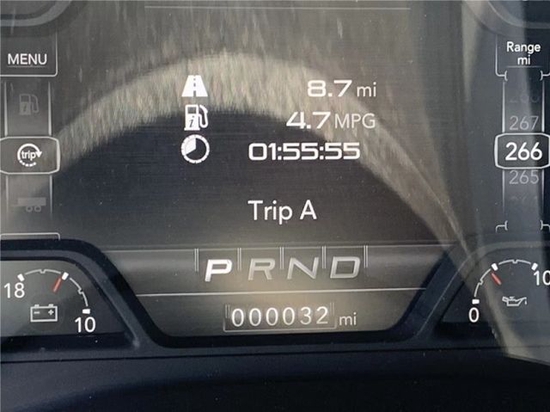 MENU
Range
mi
8.7 mi
4.7 MPG
267
trip
01:55:55
266
265
Trip A
P R N D
18
10
10
0
000032 mi